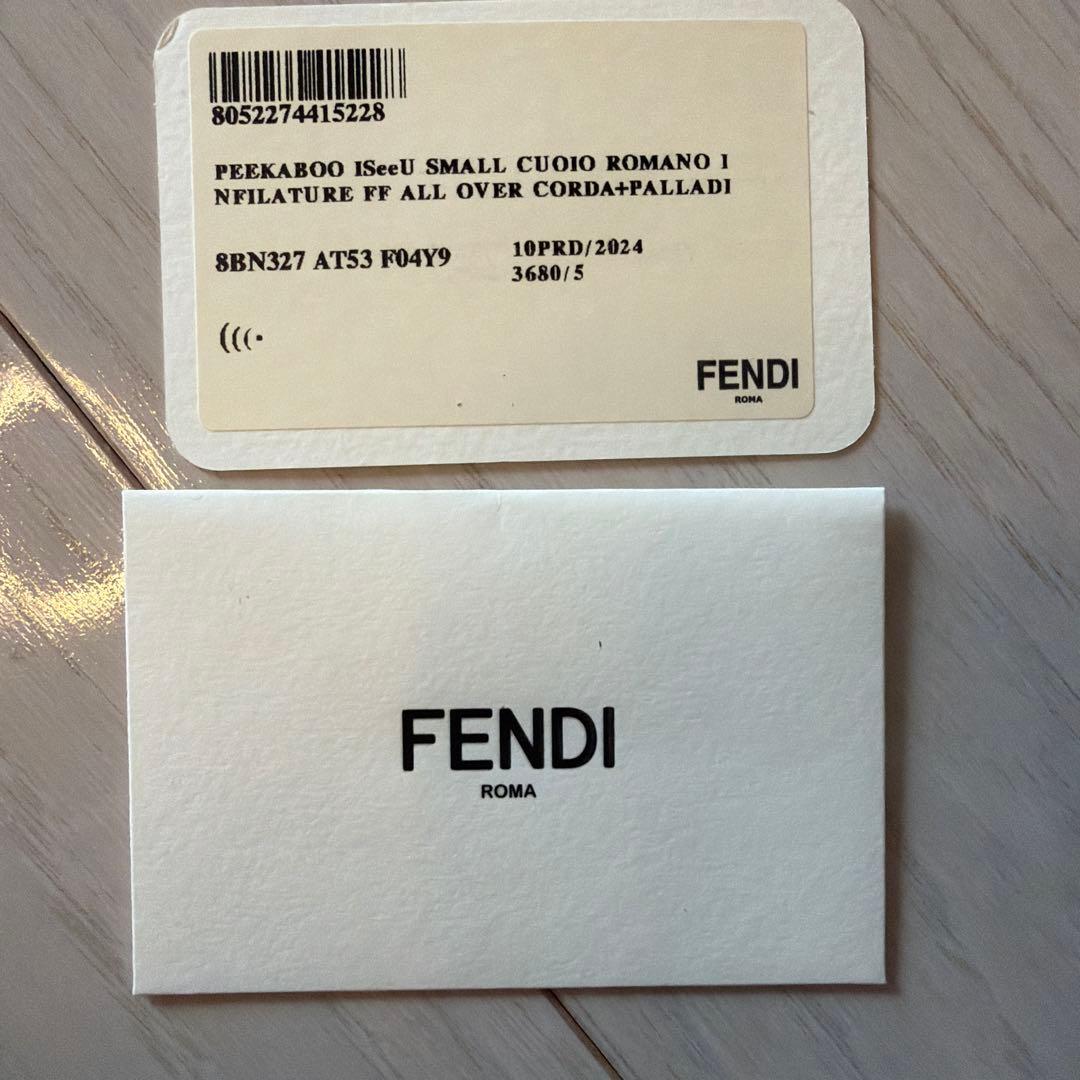 8052274415228
PEEKABOO ISeeU SMALL CUOIO ROMANO I
NFILATURE FF ALL OVER CORDA+PALLADI
8BN327 AT53 F04Y9
10PRD/2024
3680/5
FENDI
ROMA
FENDI
ROMA